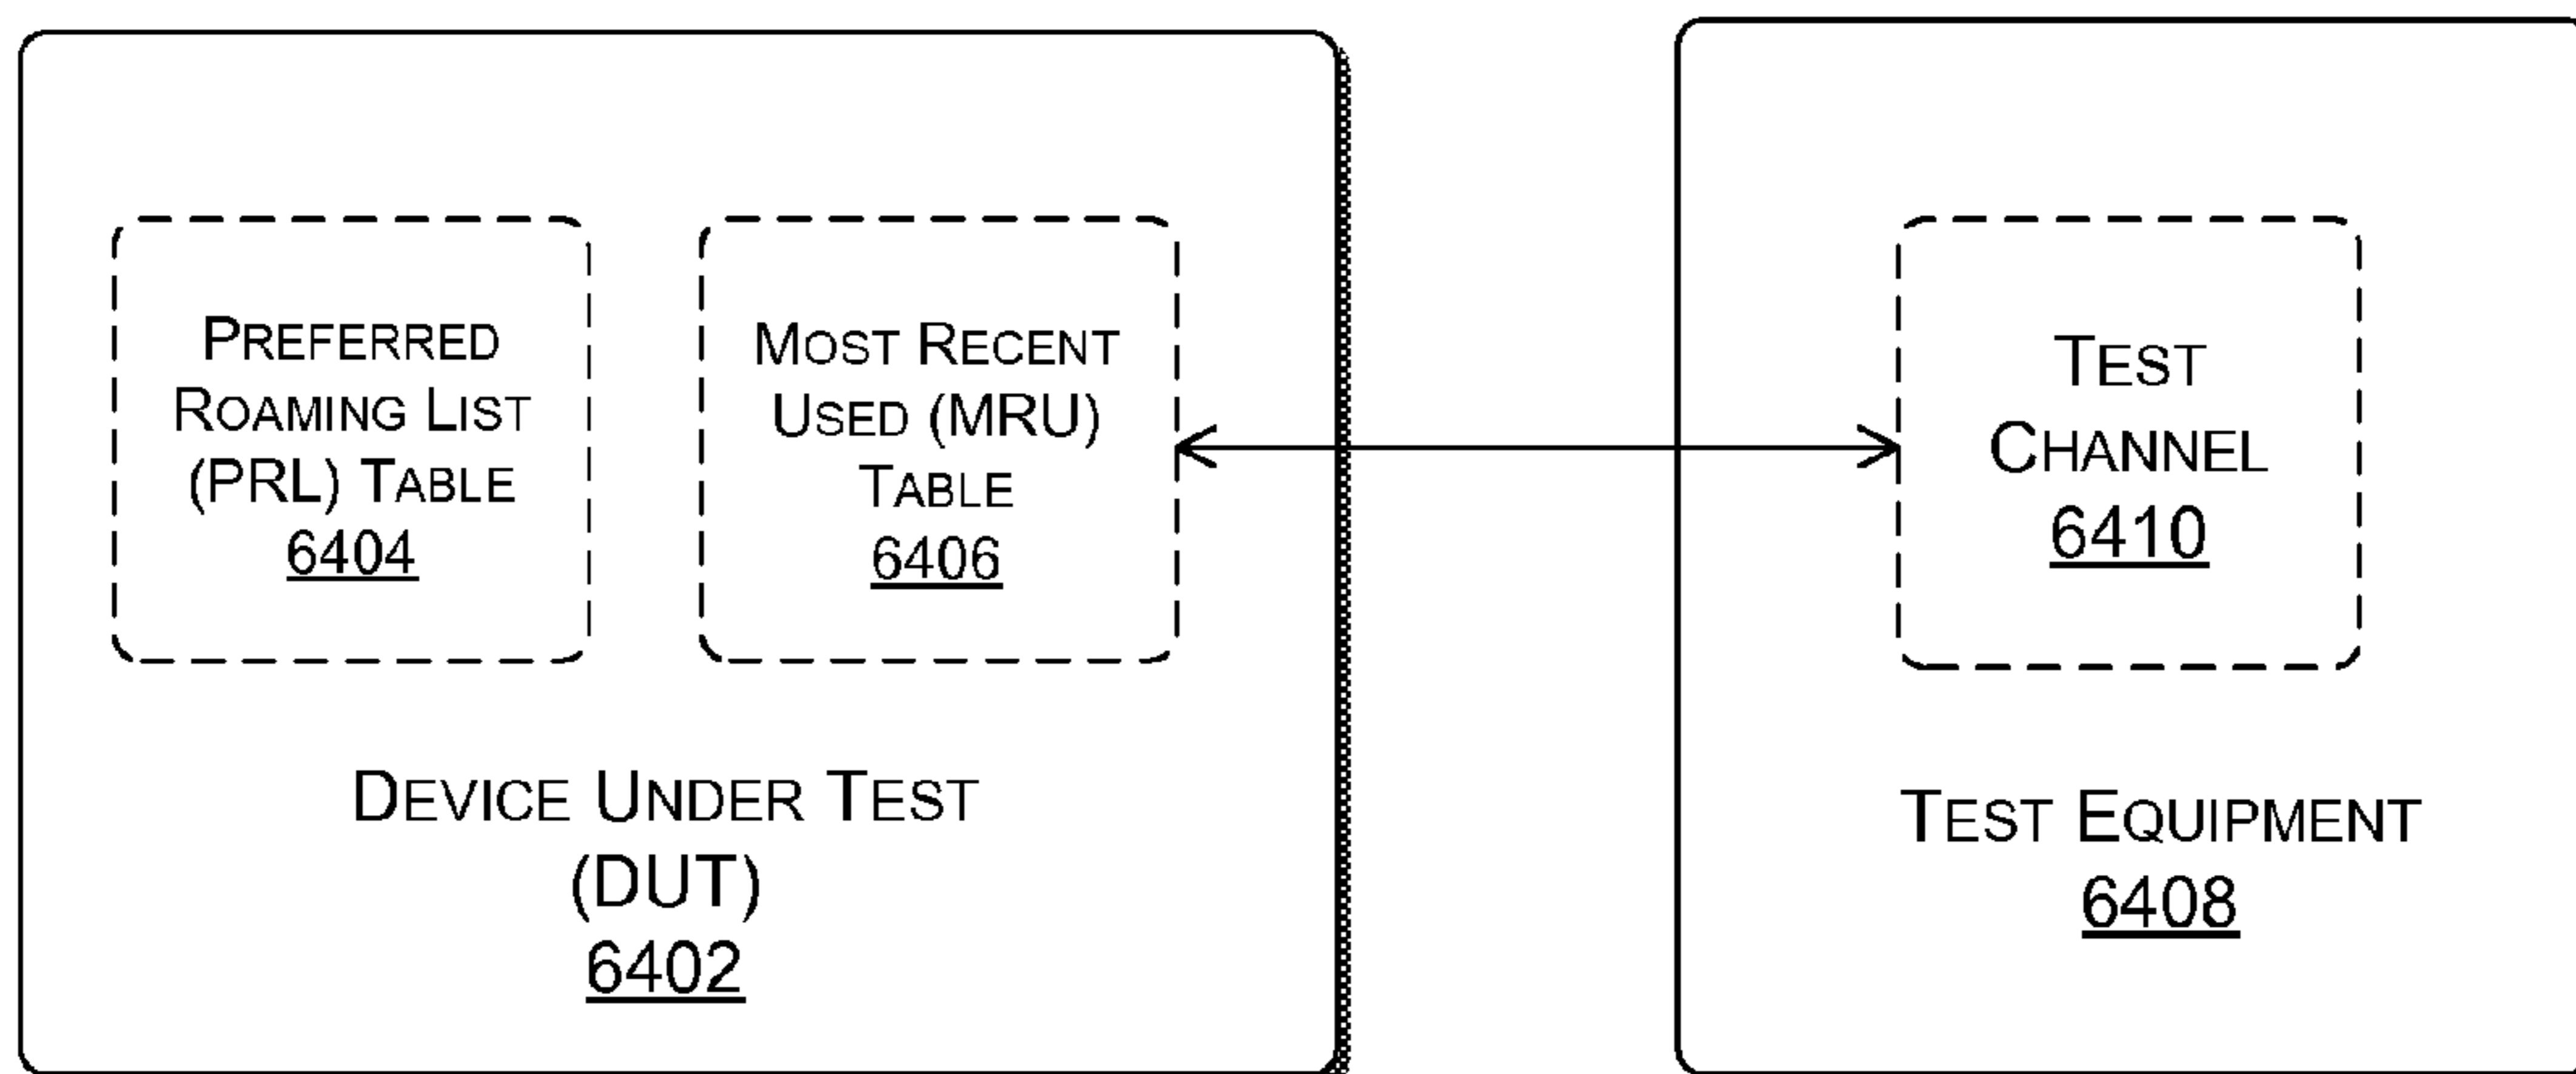 PREFERRED
ROAMING LIST
(PRL) TABLE
6404
MOST RECENT
USED (MRU)
TABLE
6406
TEST
CHANNEL
6410
DEVICE UNDER TEST
(DUT)
6402
TEST EQUIPMENT
6408